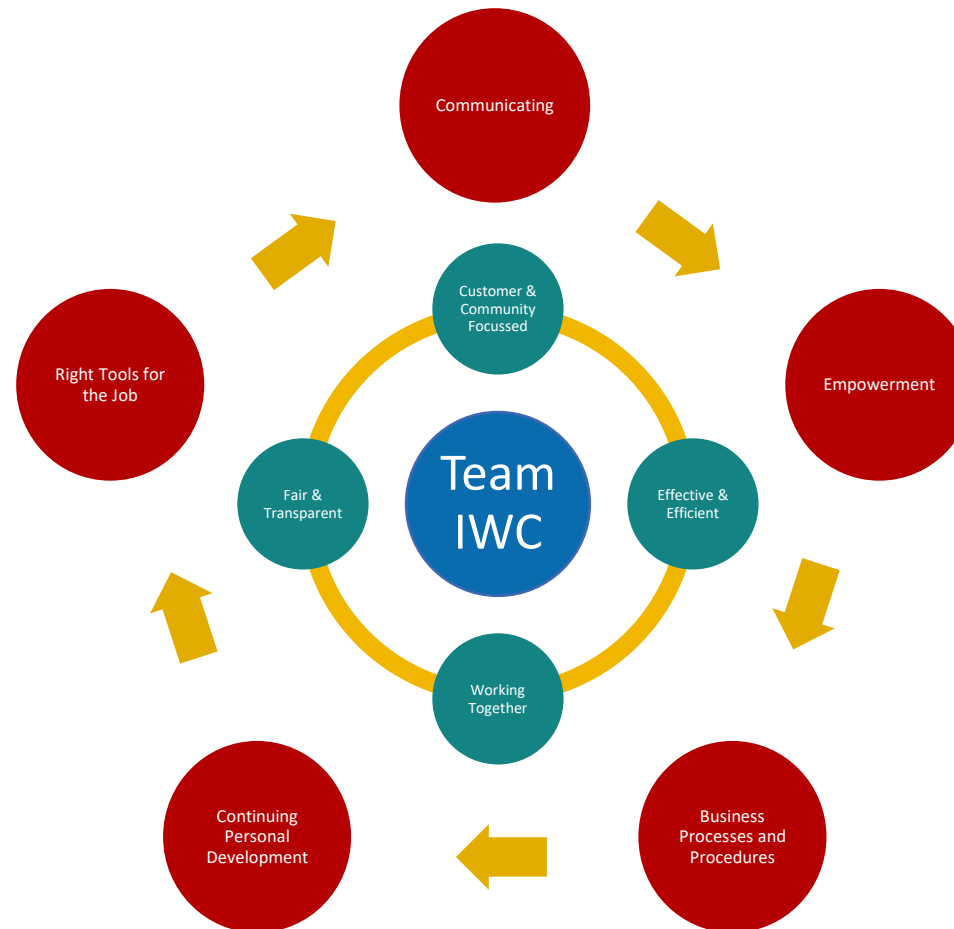 Communicating
Customer &
Community
Focussed
Right Tools for
the Job
Empowerment
Team
IWC
Fair &
Transparent
Effective &
Efficient
Working
Together
Continuing
Personal
Development
Business
Processes and
Procedures